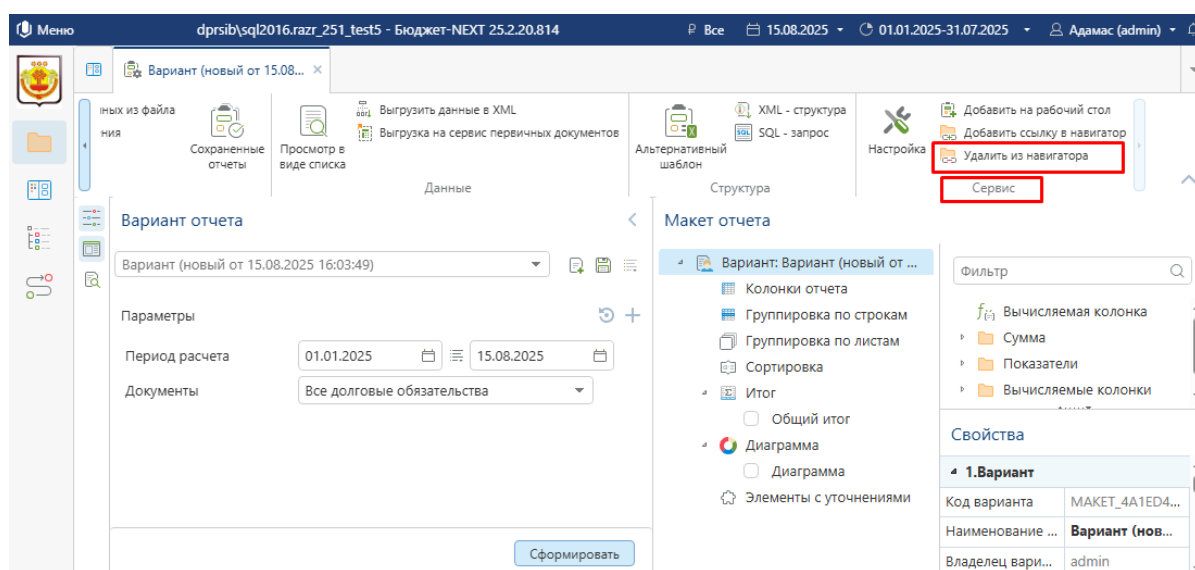 Меню dprsib\sql2016.razr_251_test5 - Бюджет-NEXT 25.2.20.814 ₽ Все 15.08.2025 01.01.2025-31.07.2025 Адамас (admin)
Вариант (новый от 15.08... ×
ных из файла
ния
Сохраненные
отчеты
Просмотр в
виде списка
Выгрузить данные в XML
Выгрузка на сервис первичных документов
Данные
Альтернативный
шаблон
XML - структура
SQL - запрос
Структура
Настройка
Добавить на рабочий стол
Добавить ссылку в навигатор
Удалить из навигатора
Сервис
Вариант отчета
Вариант (новый от 15.08.2025 16:03:49)
Параметры
Период расчета 01.01.2025 15.08.2025
Документы Все долговые обязательства
Сформировать
Макет отчета
Вариант: Вариант (новый от ...
Колонки отчета
Группировка по строкам
Группировка по листам
Сортировка
Итог
Общий итог
Диаграмма
Диаграмма
Элементы с уточнениями
Фильтр
Вычисляемая колонка
Сумма
Показатели
Вычисляемые колонки
Свойства
1.Вариант
Код варианта MAKET_4A1ED4...
Наименование ... Вариант (нов...
Владелец вари... admin